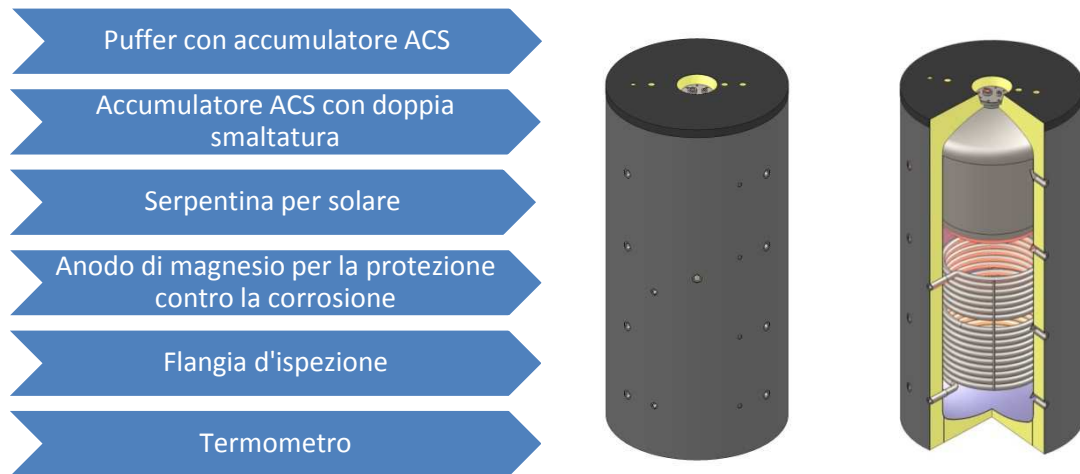 Puffer con accumulatore ACS
Accumulatore ACS con doppia
smaltatura
Serpentina per solare
Anodo di magnesio per la protezione
contro la corrosione
Flangia d'ispezione
Termometro